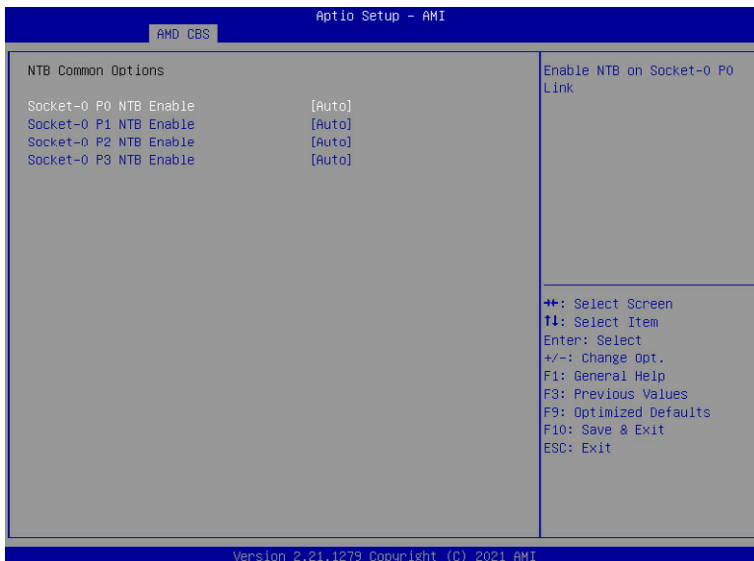 Aptio Setup – AMI
AMD CBS
NTB Common Options
Socket-0 P0 NTB Enable [Auto]
Socket-0 P1 NTB Enable [Auto]
Socket-0 P2 NTB Enable [Auto]
Socket-0 P3 NTB Enable [Auto]
Enable NTB on Socket-0 P0
Link
→←: Select Screen
↑↓: Select Item
Enter: Select
+/-: Change Opt.
F1: General Help
F3: Previous Values
F9: Optimized Defaults
F10: Save & Exit
ESC: Exit
Version 2.21.1279 Copyright (C) 2021 AMI